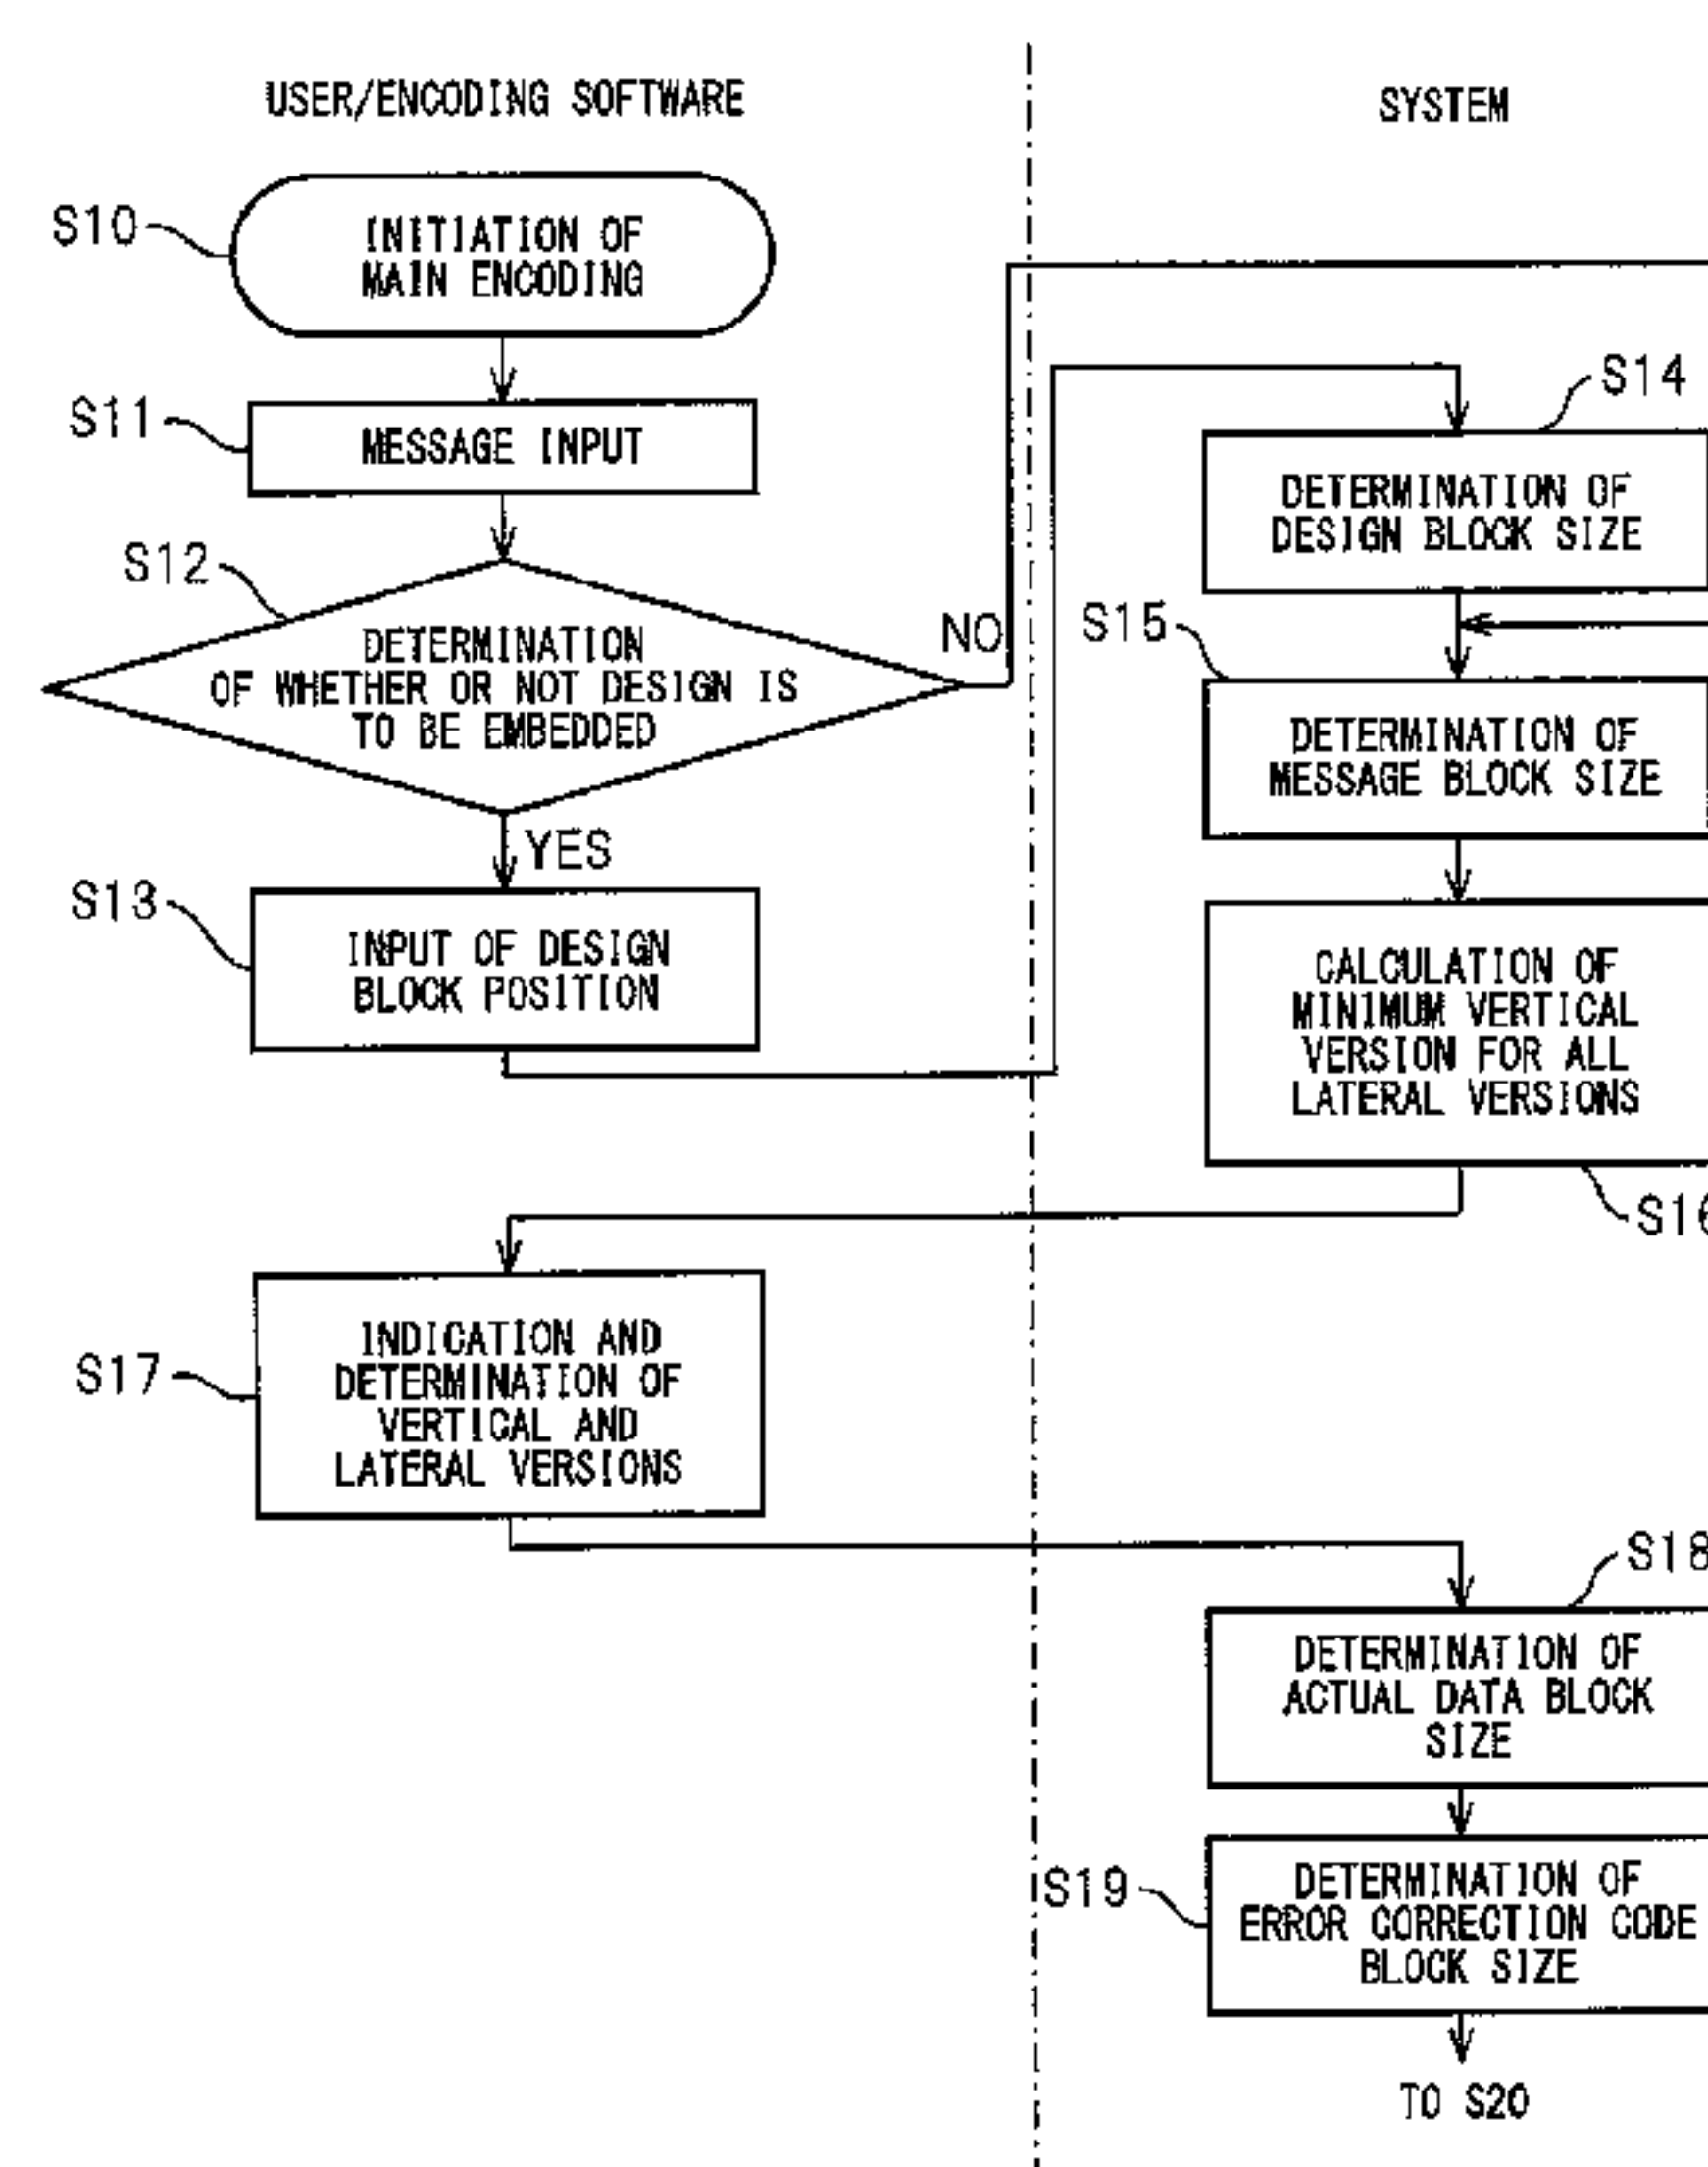 USER/ENCODING SOFTWARE
SYSTEM
S10
INITIATION OF
MAIN ENCODING
S11
MESSAGE INPUT
S12
DETERMINATION
OF WHETHER OR NOT DESIGN IS
TO BE EMBEDDED
NO
YES
S13
INPUT OF DESIGN
BLOCK POSITION
S14
DETERMINATION OF
DESIGN BLOCK SIZE
S15
DETERMINATION OF
MESSAGE BLOCK SIZE
CALCULATION OF
MINIMUM VERTICAL
VERSION FOR ALL
LATERAL VERSIONS
S16
S17
INDICATION AND
DETERMINATION OF
VERTICAL AND
LATERAL VERSIONS
S18
DETERMINATION OF
ACTUAL DATA BLOCK
SIZE
S19
DETERMINATION OF
ERROR CORRECTION CODE
BLOCK SIZE
TO S20